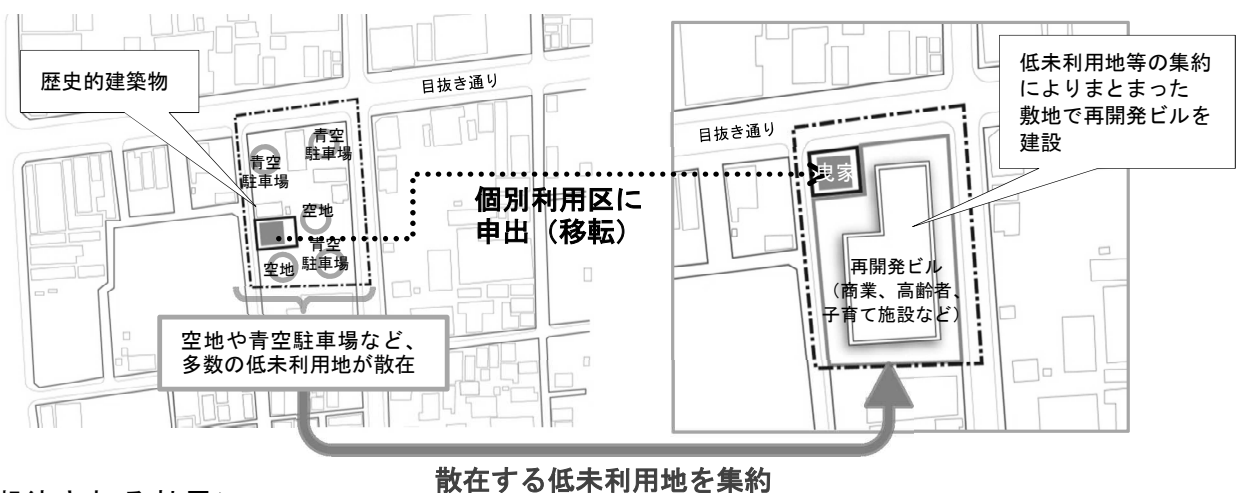 歴史的建築物
目抜き通り
青空
駐車場
青空
駐車場
空地
青空
駐車場
空地
空地や青空駐車場など、
多数の低未利用地が散在
個別利用区に
申出（移転）
低未利用地等の集約
によりまとまった
敷地で再開発ビルを
建設
目抜き通り
曳家
再開発ビル
（商業、高齢者、
子育て施設など）
散在する低未利用地を集約